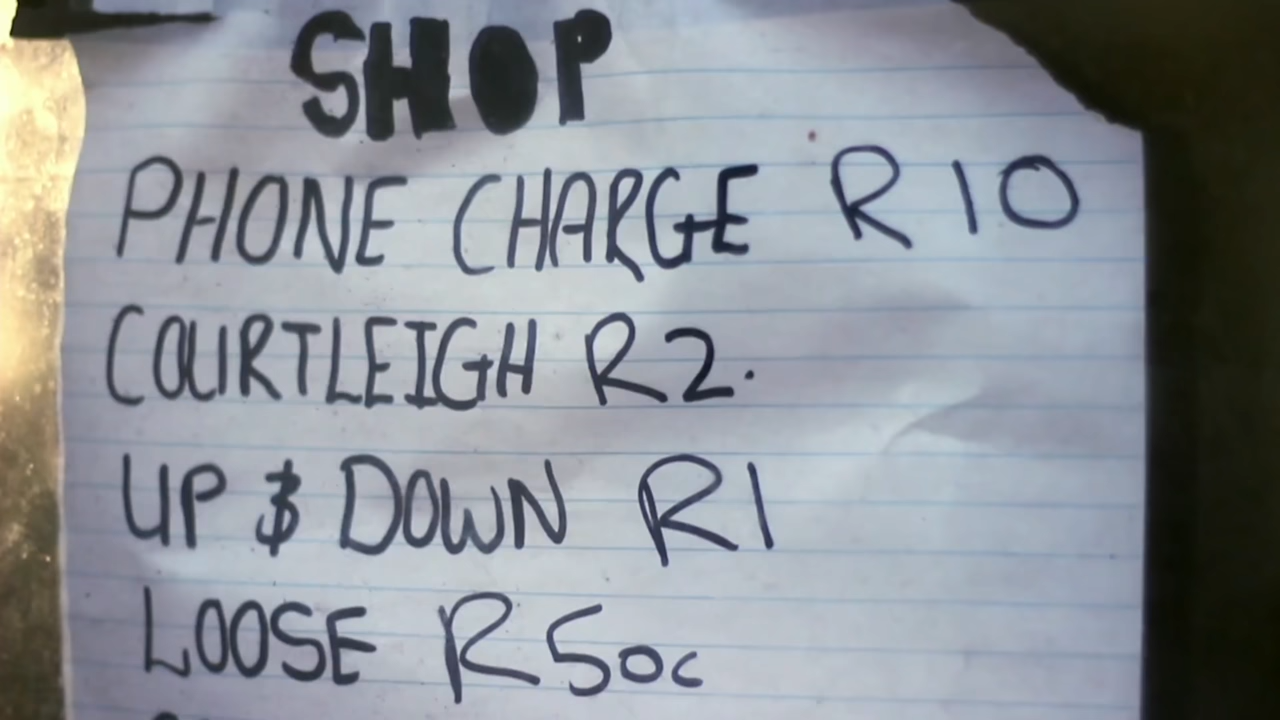 SHOP
PHONE CHARGE R10
COURTLEIGH R2.
UP $ DOWN R1
LOOSE R50c